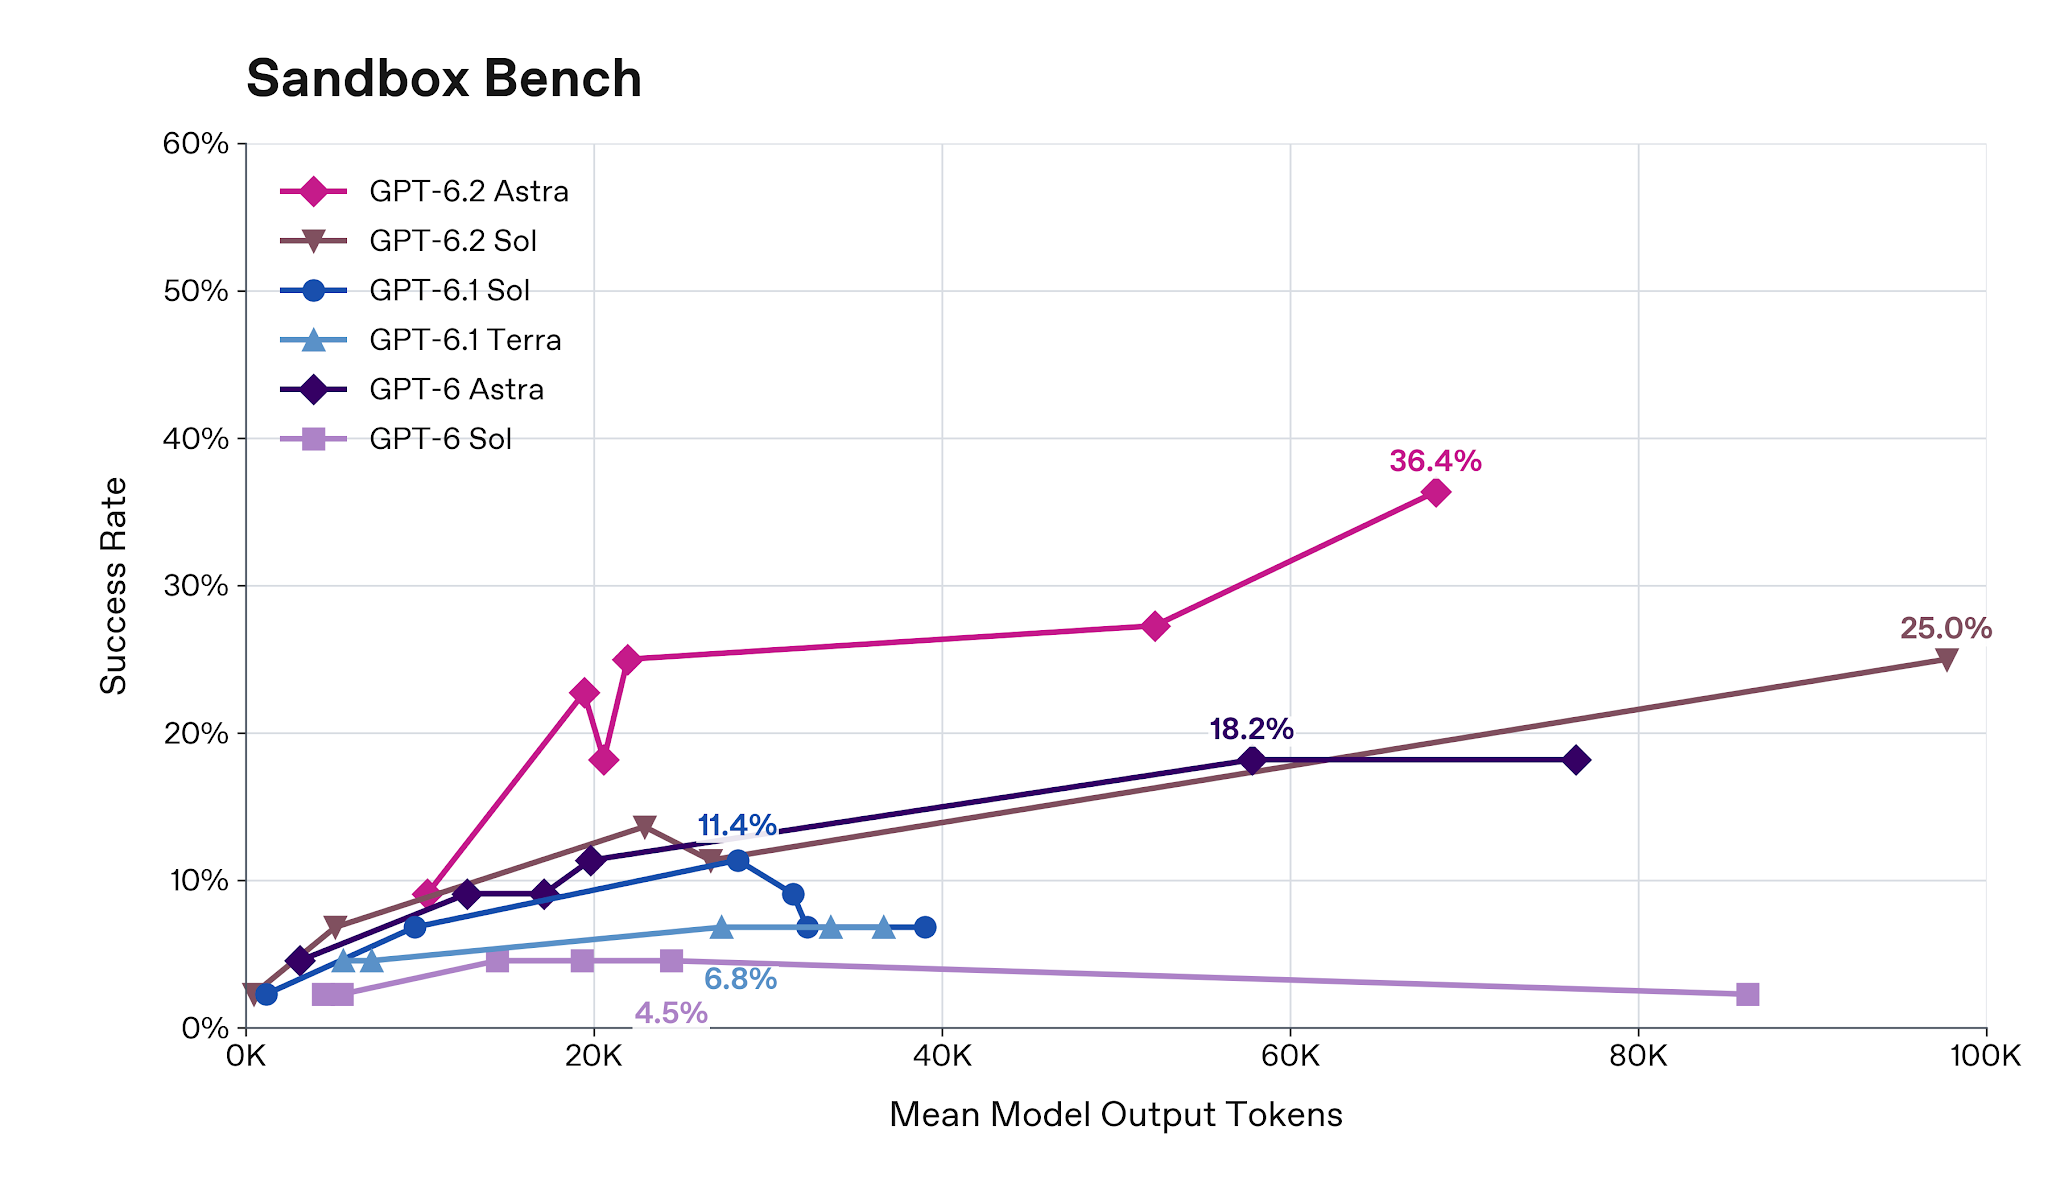 Sandbox Bench
60%
50%
40%
30%
20%
10%
0%
Success Rate
GPT-6.2 Astra
GPT-6.2 Sol
GPT-6.1 Sol
GPT-6.1 Terra
GPT-6 Astra
GPT-6 Sol
36.4%
25.0%
18.2%
11.4%
6.8%
4.5%
0K
20K
40K
60K
80K
100K
Mean Model Output Tokens